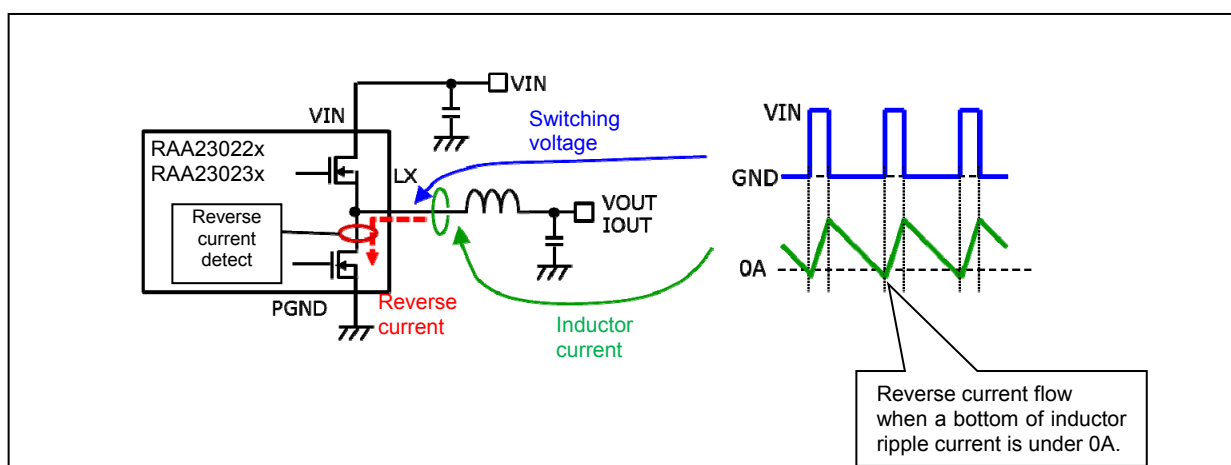 VIN
VIN
RAA23022x
RAA23023x
LX
Reverse
current
detect
PGND
Reverse
current
Switching
voltage
VOUT
IOUT
Inductor
current
VIN
GND
0A
Reverse current flow
when a bottom of inductor
ripple current is under 0A.